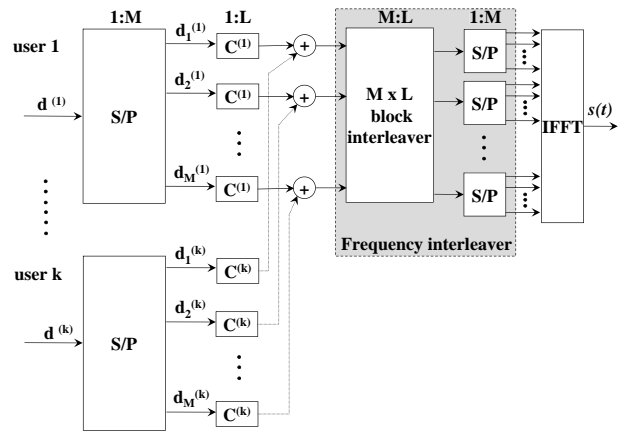 1:M
1:L
M:L
1:M
user 1
d (1)
S/P
d1(1)
C(1)
+
d2(1)
C(1)
+
dM(1)
C(1)
+
M x L
block
interleaver
S/P
S/P
S/P
IFFT
s(t)
Frequency interleaver
user k
d (k)
S/P
d1(k)
C(k)
d2(k)
C(k)
dM(k)
C(k)